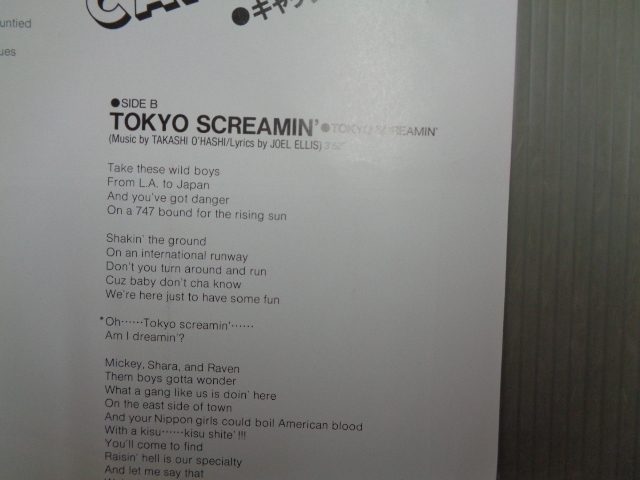 untied
ues
●キャッツ
●SIDE B
TOKYO SCREAMIN' ●TOKYO SCREAMIN'
(Music by TAKASHI O'HASHI/Lyrics by JOEL ELLIS)
Take these wild boys
From L.A. to Japan
And you've got danger
On a 747 bound for the rising sun
Shakin' the ground
On an international runway
Don't you turn around and run
Cuz baby don't cha know
We're here just to have some fun
*Oh……Tokyo screamin'……
Am I dreamin'?
Mickey, Shara, and Raven
Them boys gotta wonder
What a gang like us is doin' here
On the east side of town
And your Nippon girls could boil American blood
With a kisu……kisu shite' !!!
You'll come to find
Raisin' hell is our specialty
And let me say that